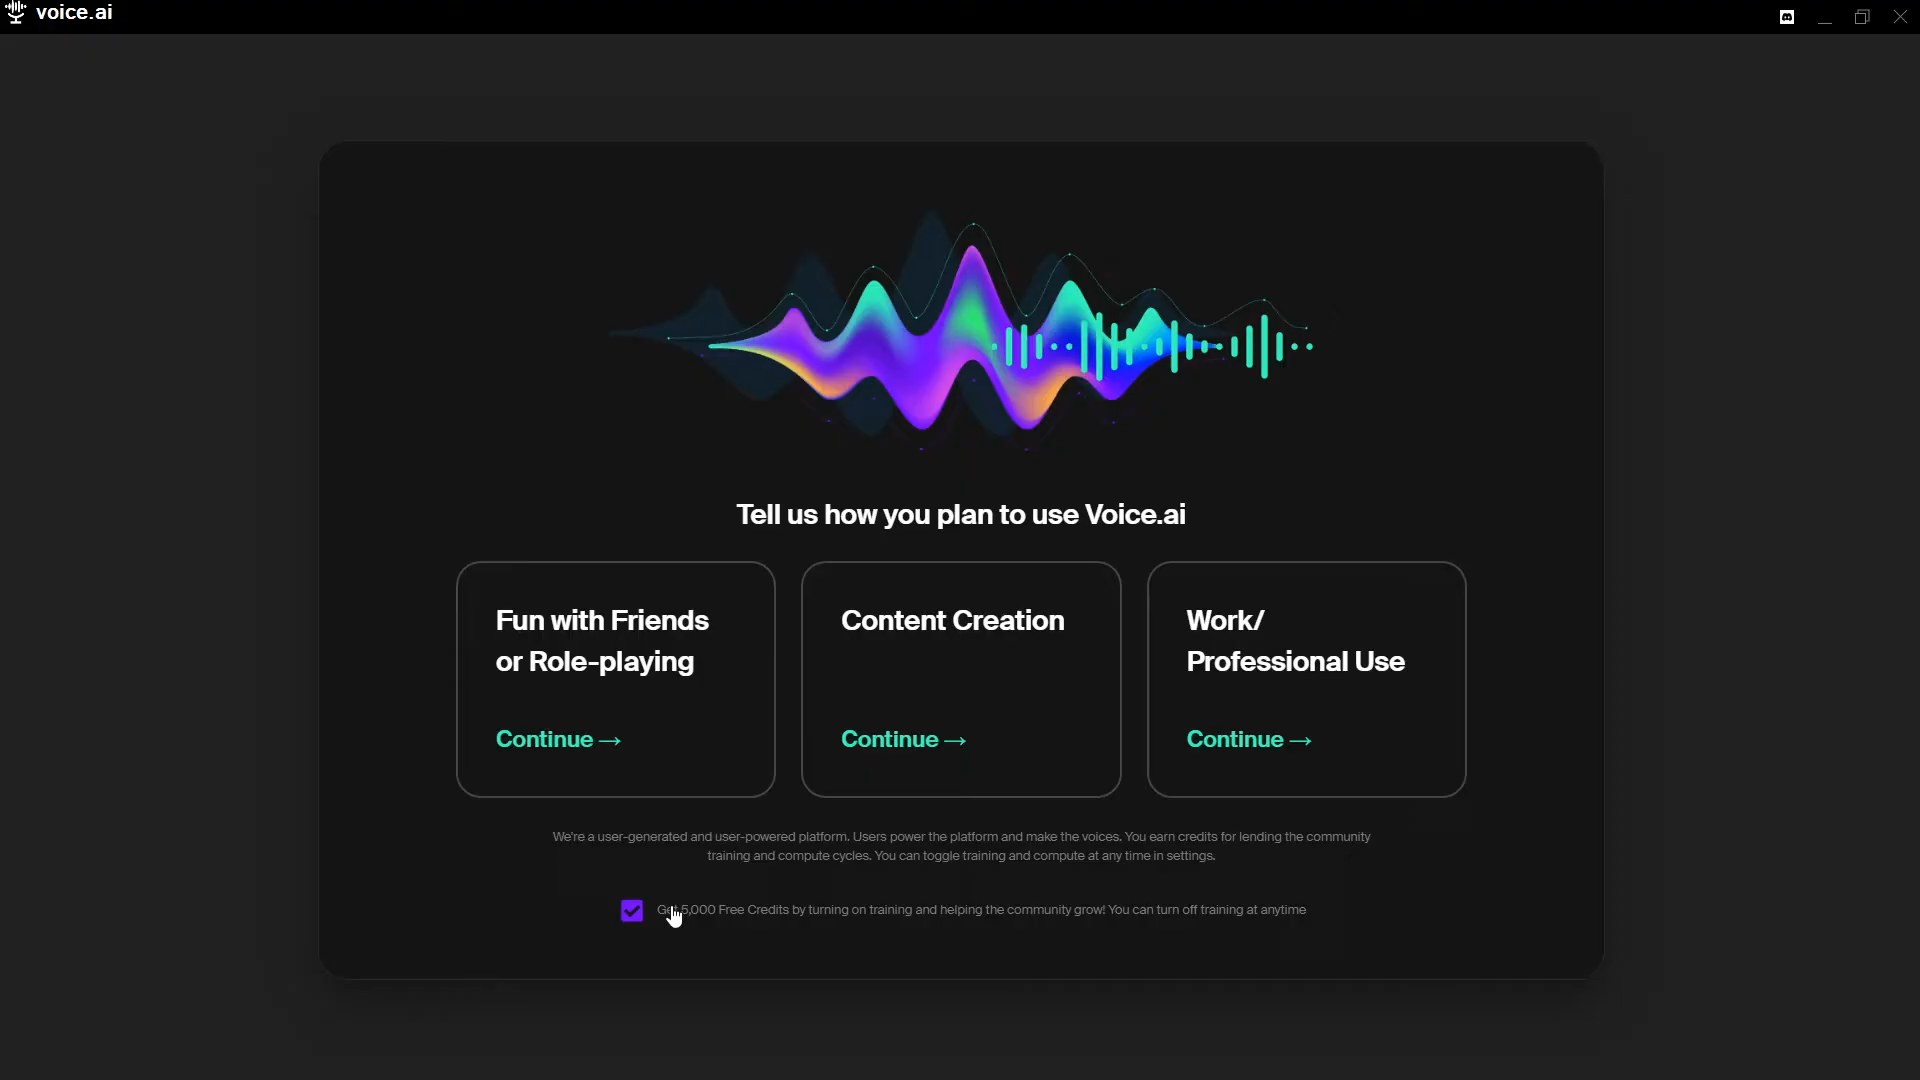 voice.ai
Tell us how you plan to use Voice.ai
Fun with Friends
or Role-playing
Continue →
Content Creation
Continue →
Work/
Professional Use
Continue →
We're a user-generated and user-powered platform. Users power the platform and make the voices. You earn credits for lending the community
training and compute cycles. You can toggle training and compute at any time in settings.
Get 5,000 Free Credits by turning on training and helping the community grow! You can turn off training at anytime